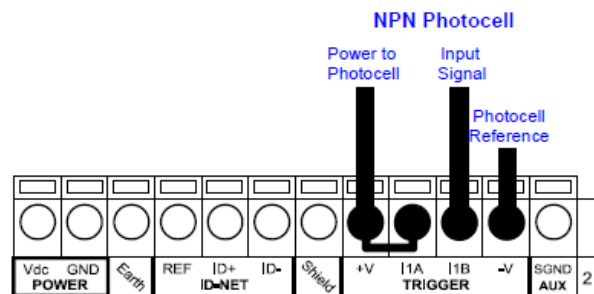 NPN Photocell
Power to
Photocell
Input
Signal
Photocell
Reference
Vdc GND Earth REF ID+ ID- Shield +V I1A I1B -V SGND 2
POWER ID-NET TRIGGER AUX